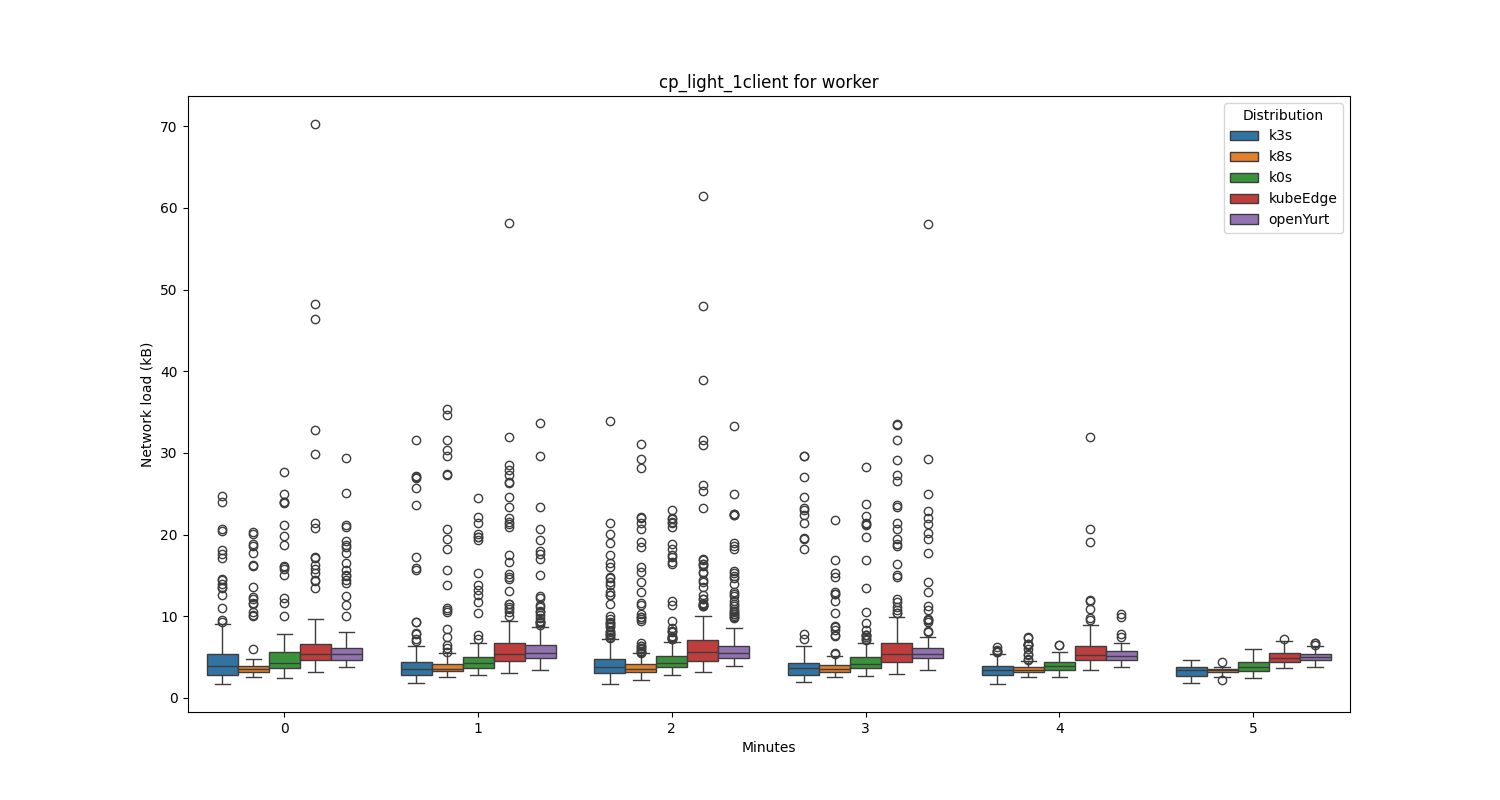 cp_light_1client for worker
Network load (kB)
70
60
50
40
30
20
10
0
0 1 2 3 4 5
Minutes
Distribution
k3s
k8s
k0s
kubeEdge
openYurt